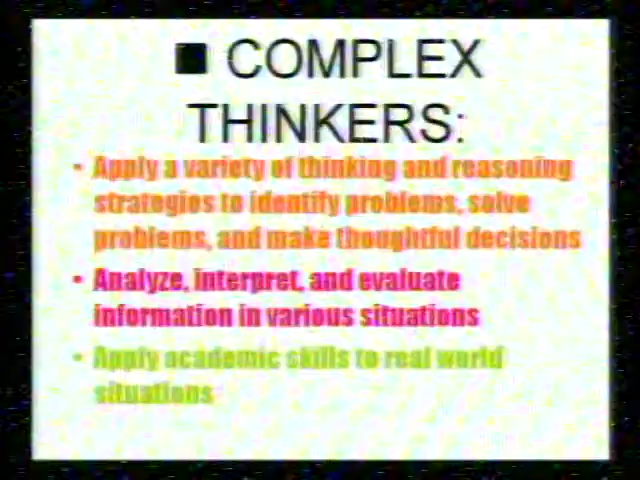 ■ COMPLEX
THINKERS:
• Apply a variety of thinking and reasoning
strategies to identify problems, solve
problems, and make thoughtful decisions
• Analyze, interpret, and evaluate
information in various situations
• Apply academic skills to real world
situations